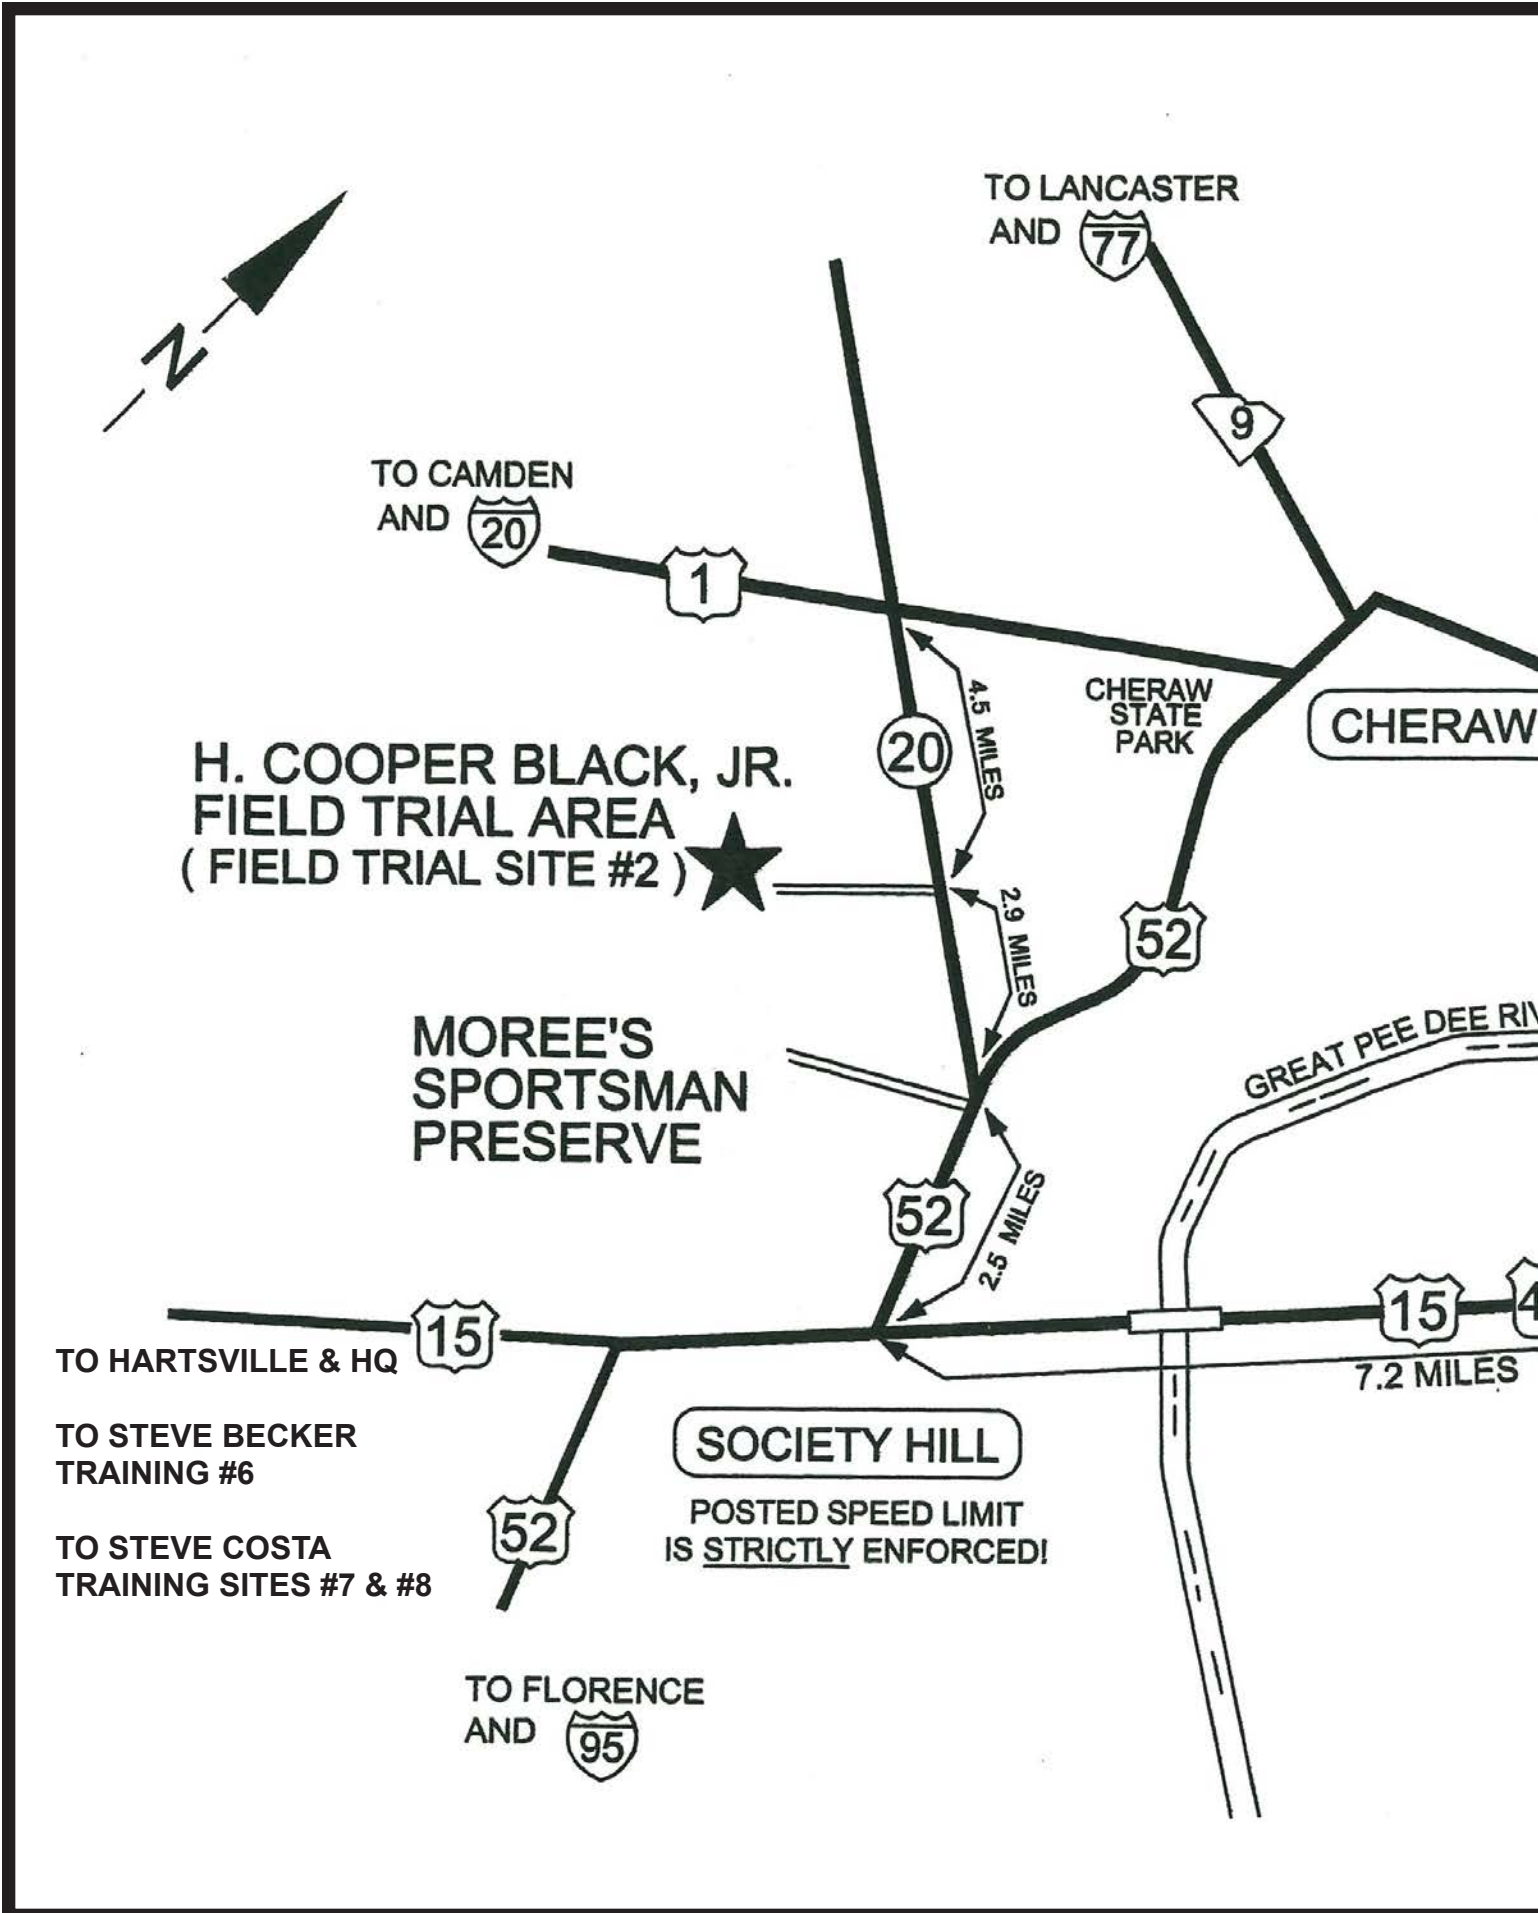 TO LANCASTER
AND 77
N
9
TO CAMDEN
AND 20
1
4.5 MILES
CHERAW
STATE
PARK
CHERAW
20
H. COOPER BLACK, JR.
FIELD TRIAL AREA
( FIELD TRIAL SITE #2 )
2.9 MILES
52
GREAT PEE DEE RIV
MOREE'S
SPORTSMAN
PRESERVE
52
2.5 MILES
15
15
4
7.2 MILES
TO HARTSVILLE & HQ
TO STEVE BECKER
TRAINING #6
TO STEVE COSTA
TRAINING SITES #7 & #8
SOCIETY HILL
POSTED SPEED LIMIT
IS STRICTLY ENFORCED!
52
TO FLORENCE
AND 95